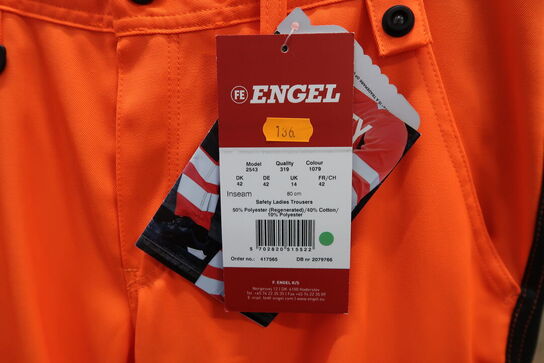 FE ENGEL
136
Model Quality Colour
2543 319 1079
DK DE UK FR/CH
42 42 14 42
Inseam 80 cm
Safety Ladies Trousers
50% Polyester (Regenerated)/40% Cotton/
10% Polyester
5 702820 515522
Order no.: 417565 DB nr 2079766
F. ENGEL K/S